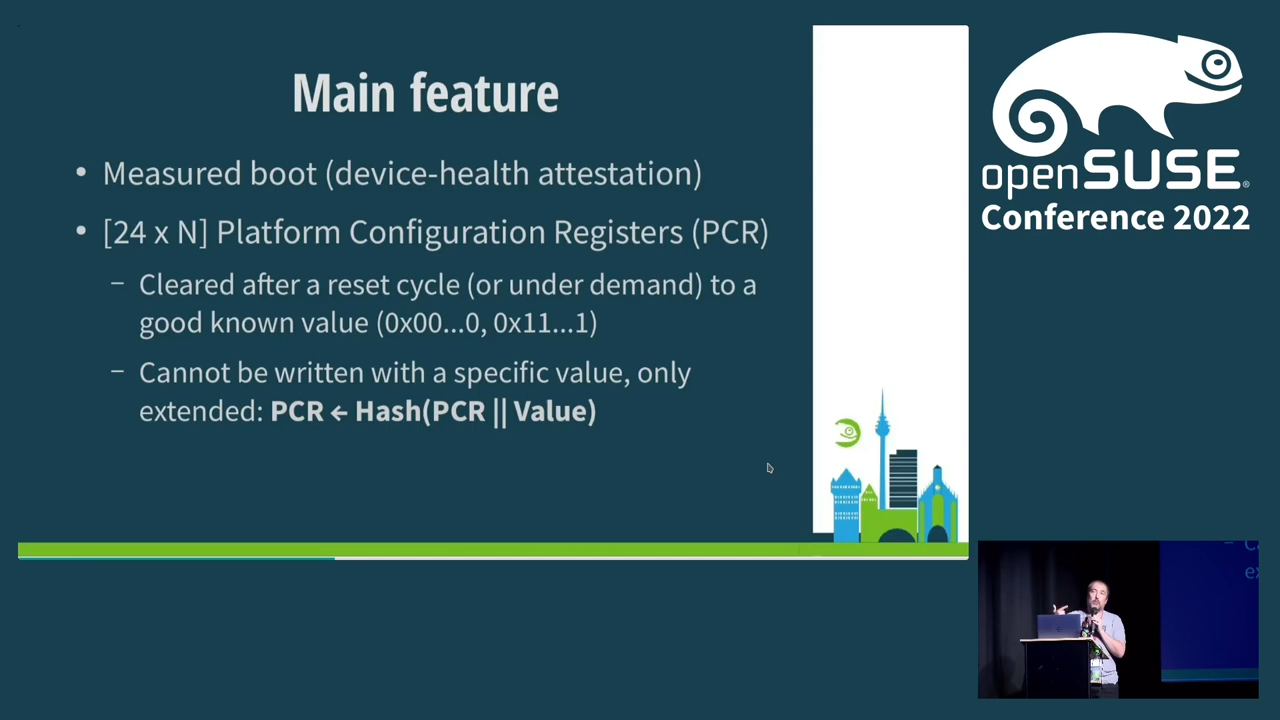 Main feature
• Measured boot (device-health attestation)
• [24 x N] Platform Configuration Registers (PCR)
– Cleared after a reset cycle (or under demand) to a
good known value (0x00...0, 0x11...1)
– Cannot be written with a specific value, only
extended: PCR ← Hash(PCR || Value)
openSUSE®
Conference 2022
– Ca
ex